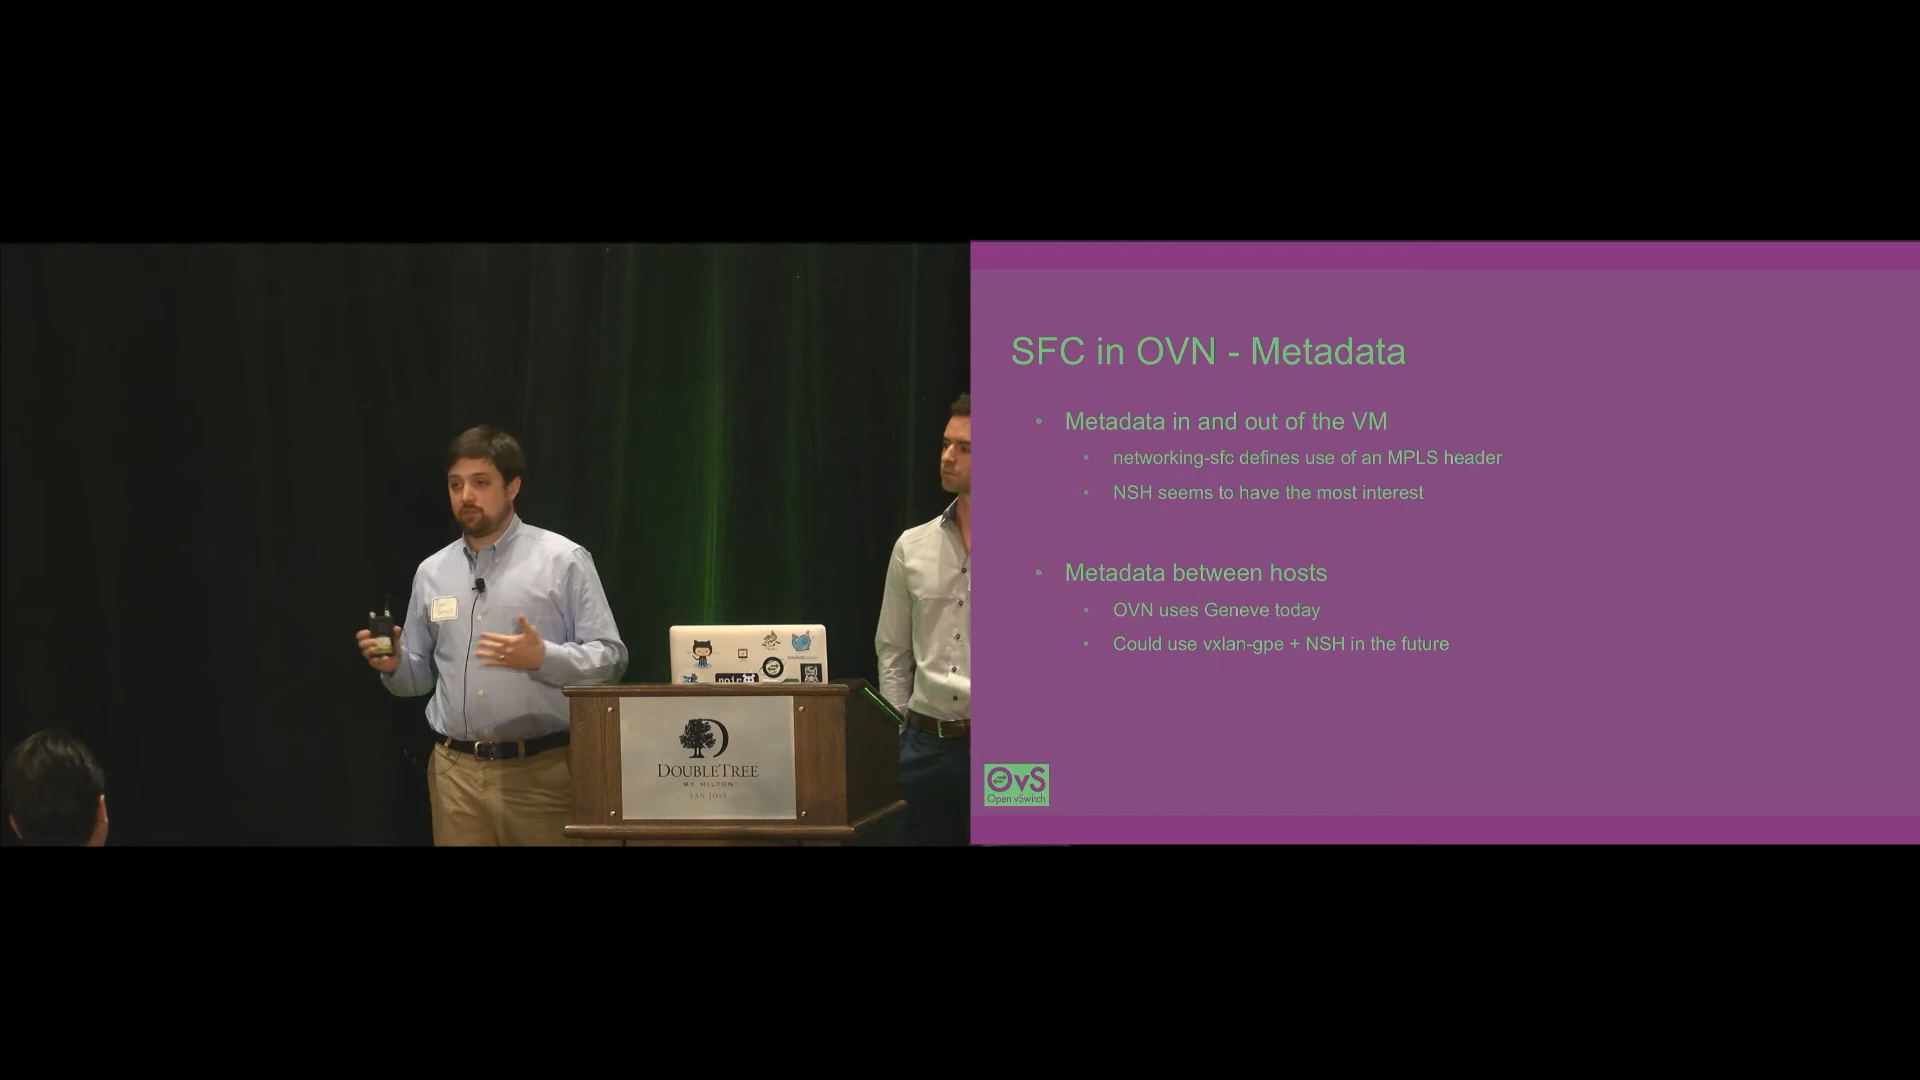 SFC in OVN - Metadata
• Metadata in and out of the VM
• networking-sfc defines use of an MPLS header
• NSH seems to have the most interest
• Metadata between hosts
• OVN uses Geneve today
• Could use vxlan-gpe + NSH in the future
OvS
Open vSwitch
DOUBLETREE
BY HILTON™
SAN JOSE